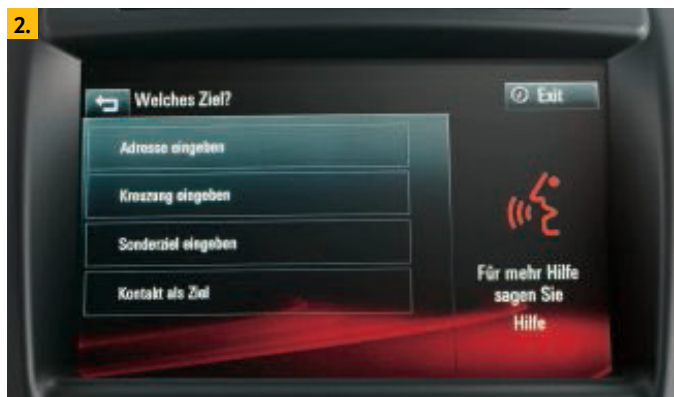 2.
Welches Ziel?
Exit
Adresse eingeben
Kreuzung eingeben
Sonderziel eingeben
Kontakt als Ziel
Für mehr Hilfe
sagen Sie
Hilfe